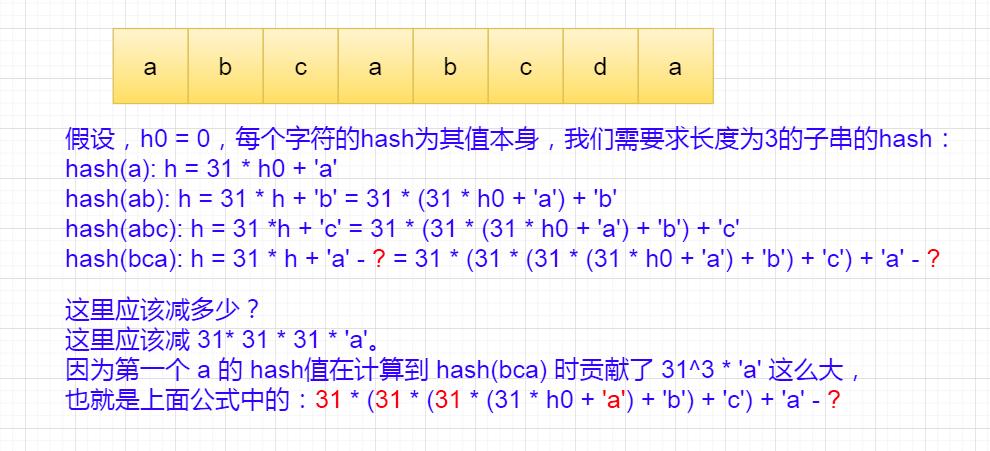 a b c a b c d a
假设，h0 = 0，每个字符的hash为其值本身，我们需要求长度为3的子串的hash：
hash(a): h = 31 * h0 + 'a'
hash(ab): h = 31 * h + 'b' = 31 * (31 * h0 + 'a') + 'b'
hash(abc): h = 31 *h + 'c' = 31 * (31 * (31 * h0 + 'a') + 'b') + 'c'
hash(bca): h = 31 * h + 'a' - ? = 31 * (31 * (31 * (31 * h0 + 'a') + 'b') + 'c') + 'a' - ?
这里应该减多少？
这里应该减 31* 31 * 31 * 'a'。
因为第一个 a 的 hash值在计算到 hash(bca) 时贡献了 31^3 * 'a' 这么大，
也就是上面公式中的：31 * (31 * (31 * (31 * h0 + 'a') + 'b') + 'c') + 'a' - ?